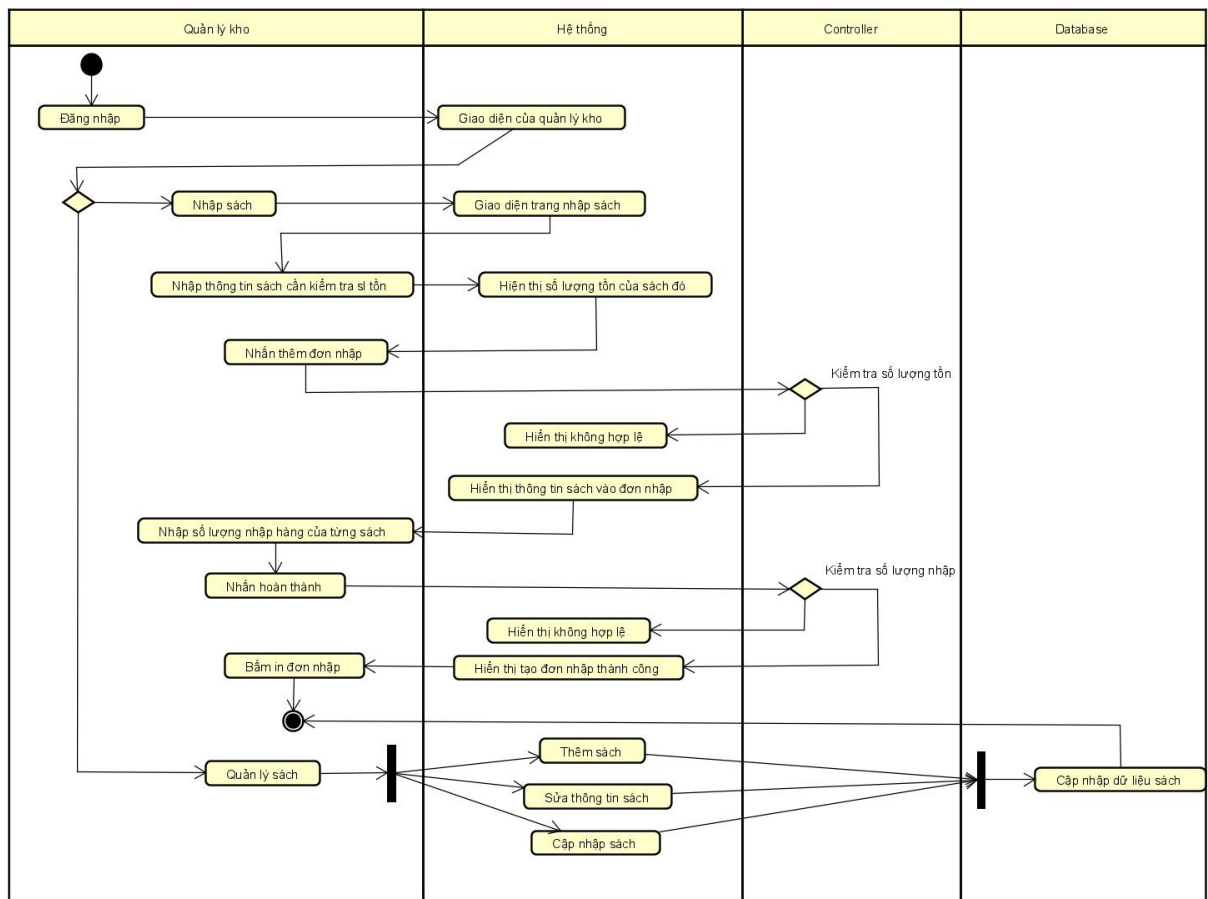 Quản lý kho
Hệ thống
Controller
Database
Đăng nhập
Giao diện của quản lý kho
Nhập sách
Giao diện trang nhập sách
Nhập thông tin sách cần kiểm tra sl tồn
Hiện thị số lượng tồn của sách đó
Nhấn thêm đơn nhập
Kiểm tra số lượng tồn
Hiển thị không hợp lệ
Hiển thị thông tin sách vào đơn nhập
Nhập số lượng nhập hàng của từng sách
Nhấn hoàn thành
Kiểm tra số lượng nhập
Hiển thị không hợp lệ
Bấm in đơn nhập
Hiển thị tạo đơn nhập thành công
Quản lý sách
Thêm sách
Sửa thông tin sách
Cập nhập sách
Cập nhập dữ liệu sách